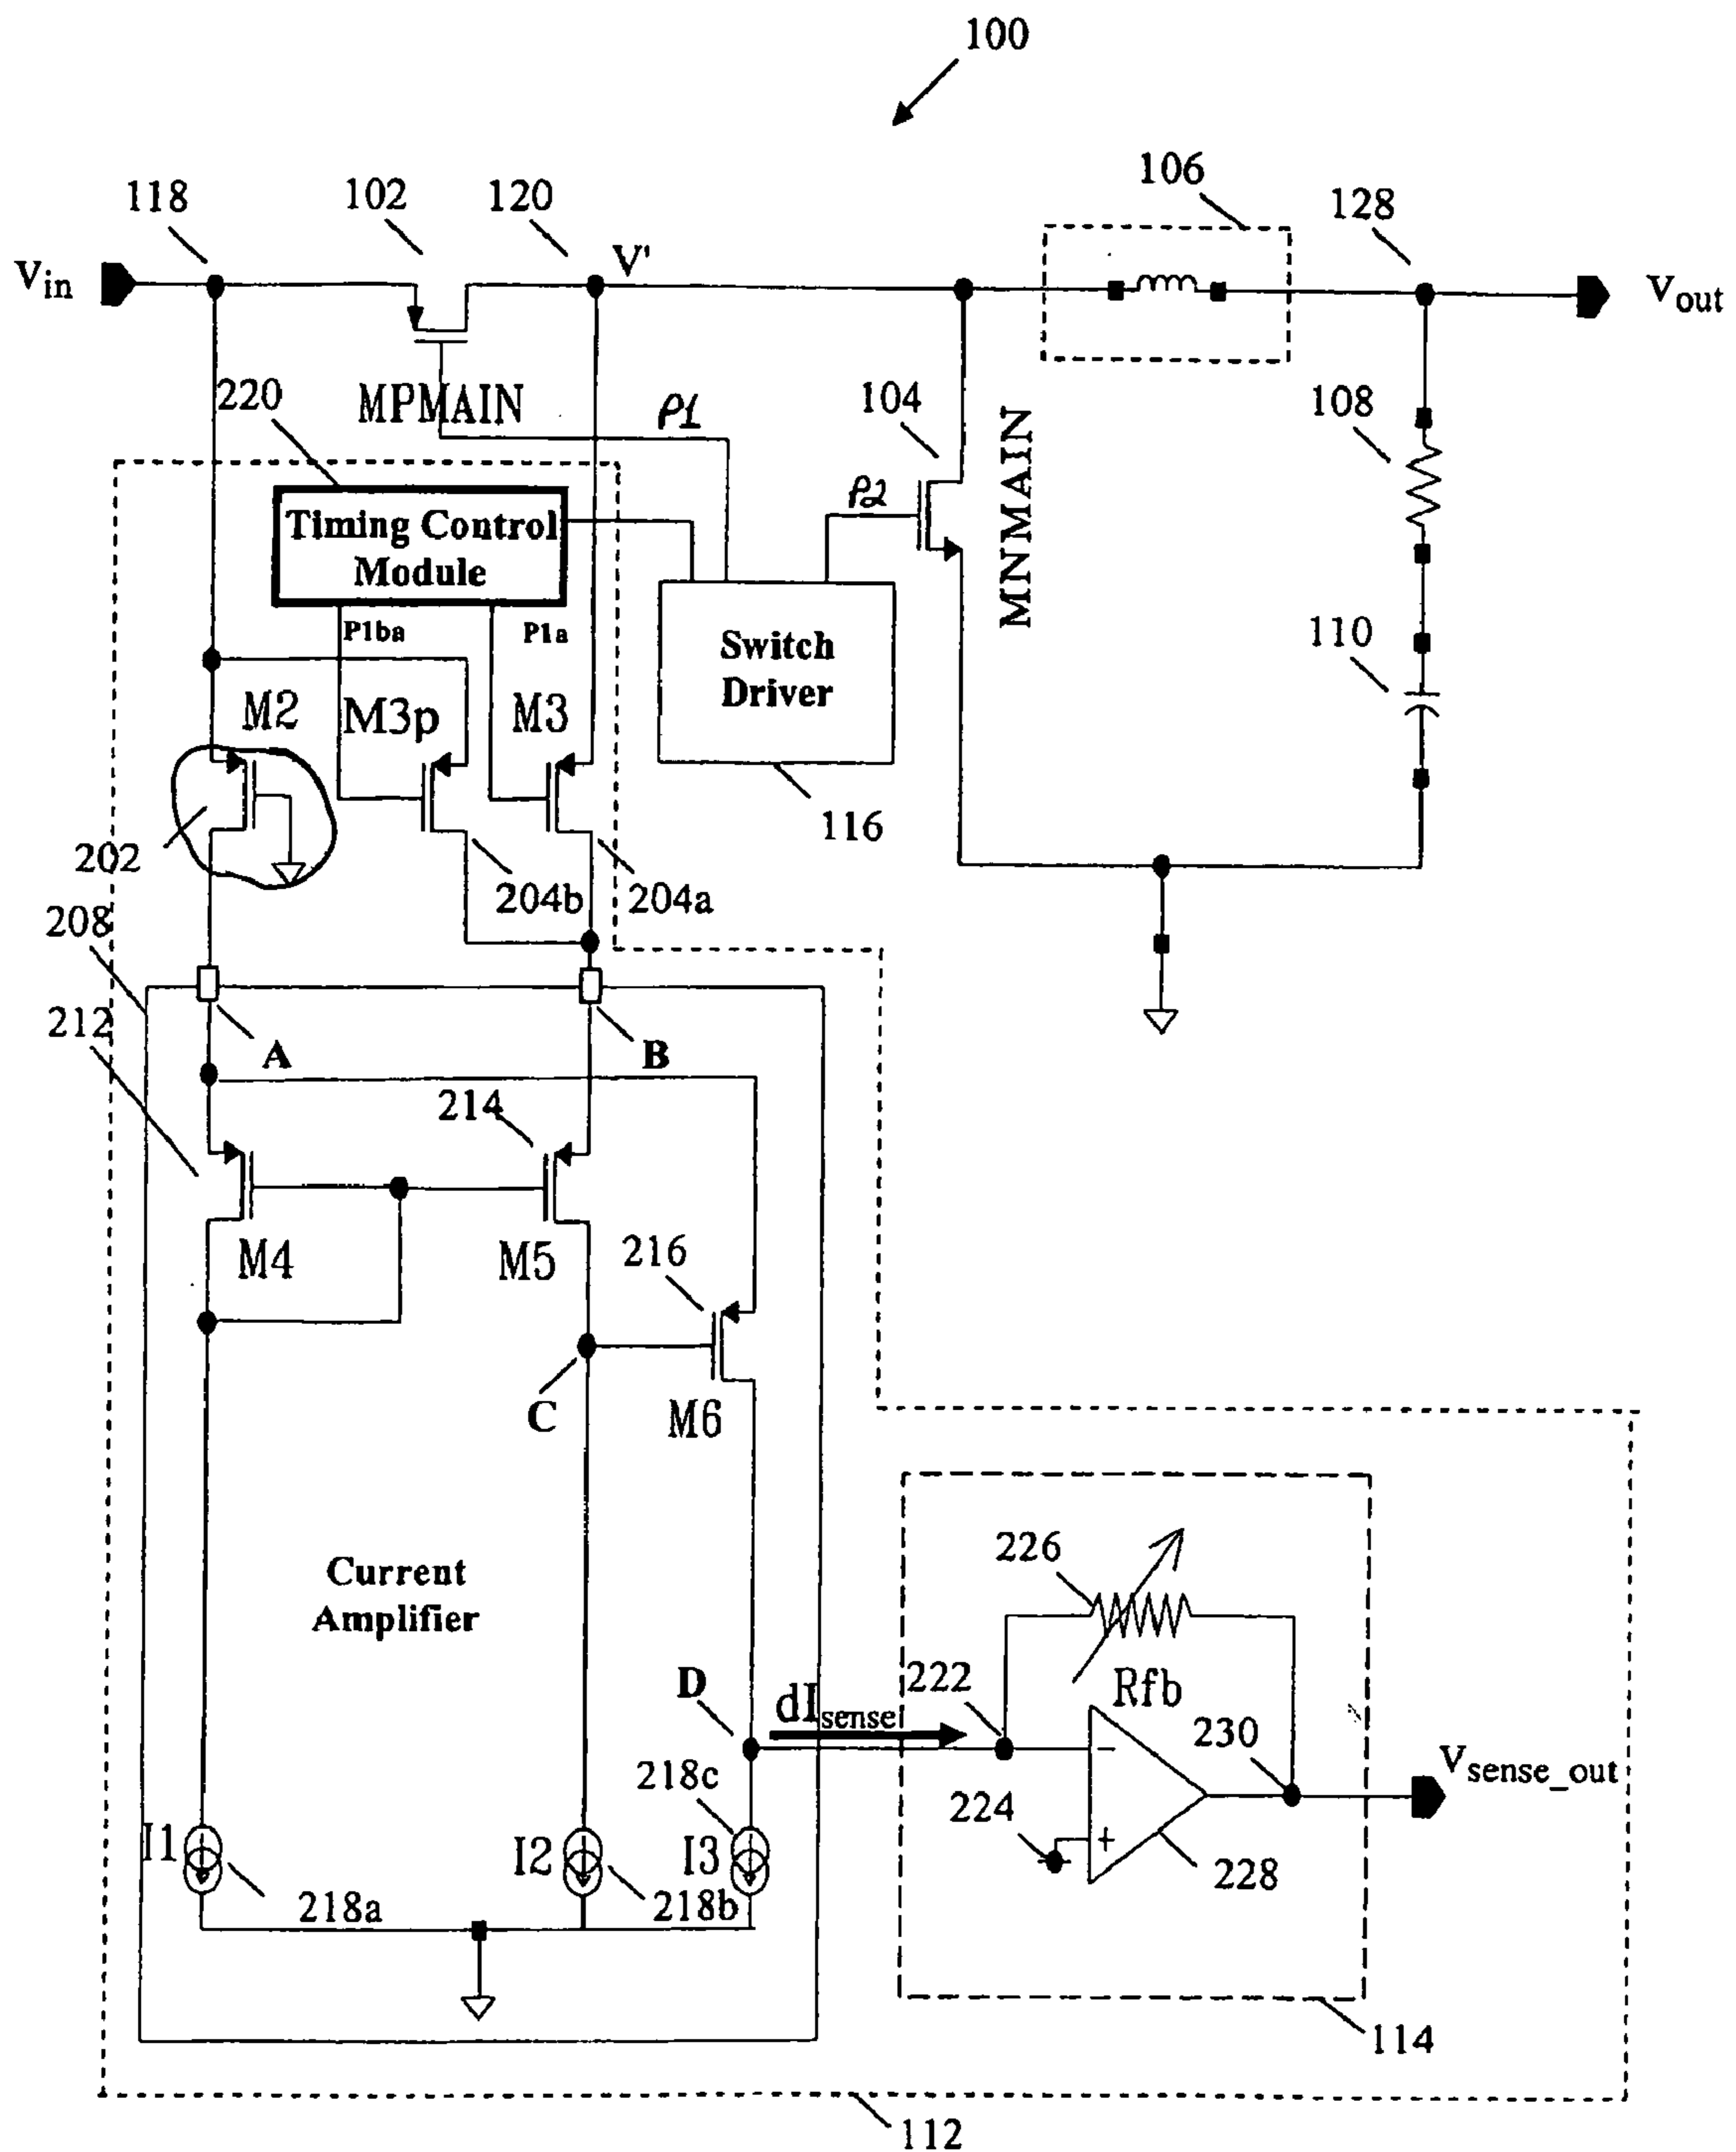 100
118
102
120
106
128
Vin
V'
Vout
220
MPMAIN
P1
104
108
P2
MNMAIN
Timing Control
Module
P1ba
P1a
Switch
Driver
110
M2
M3p
M3
116
202
204b
204a
208
212
A
B
214
M4
M5
216
C
M6
Current
Amplifier
226
Rfb
D
dIsense
222
230
Vsense_out
218c
224
I1
I2
I3
228
218a
218b
114
112